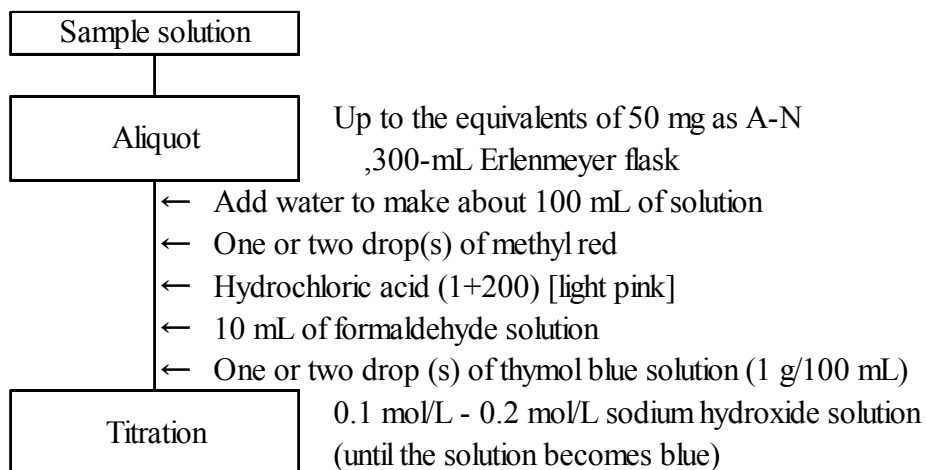 Sample solution
Aliquot
Up to the equivalents of 50 mg as A-N
,300-mL Erlenmeyer flask
← Add water to make about 100 mL of solution
← One or two drop(s) of methyl red
← Hydrochloric acid (1+200) [light pink]
← 10 mL of formaldehyde solution
← One or two drop (s) of thymol blue solution (1 g/100 mL)
Titration
0.1 mol/L - 0.2 mol/L sodium hydroxide solution
(until the solution becomes blue)